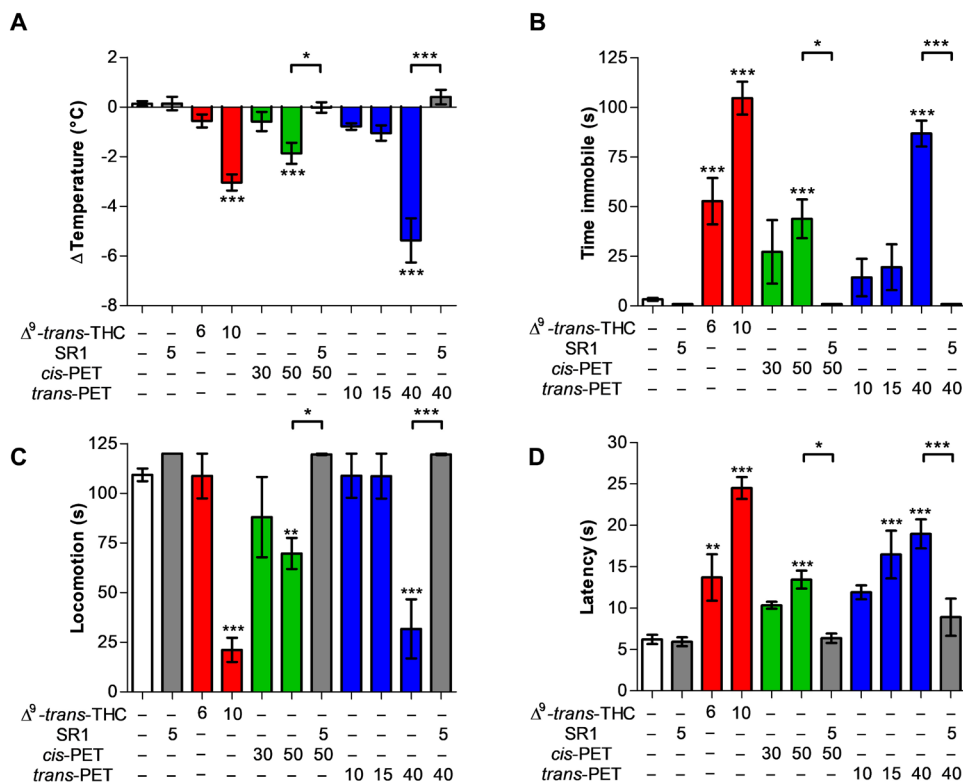 A
* ***
2
0
-2
-4
-6
-8
Δ Temperature (°C)
*** *** ***
Δ⁹-trans-THC – – 6 10 – – – – – – –
SR1 – 5 – – – – 5 – – – 5
cis-PET – – – – 30 50 50 – – – –
trans-PET – – – – – – – 10 15 40 40
B
* ***
125
100
75
50
25
0
Time immobile (s)
*** *** *** ***
Δ⁹-trans-THC – – 6 10 – – – – – – –
SR1 – 5 – – – – 5 – – – 5
cis-PET – – – – 30 50 50 – – – –
trans-PET – – – – – – – 10 15 40 40
C
* ***
125
100
75
50
25
0
Locomotion (s)
*** ** ***
Δ⁹-trans-THC – – 6 10 – – – – – – –
SR1 – 5 – – – – 5 – – – 5
cis-PET – – – – 30 50 50 – – – –
trans-PET – – – – – – – 10 15 40 40
D
* ***
30
25
20
15
10
5
0
Latency (s)
** *** *** *** ***
Δ⁹-trans-THC – – 6 10 – – – – – – –
SR1 – 5 – – – – 5 – – – 5
cis-PET – – – – 30 50 50 – – – –
trans-PET – – – – – – – 10 15 40 40